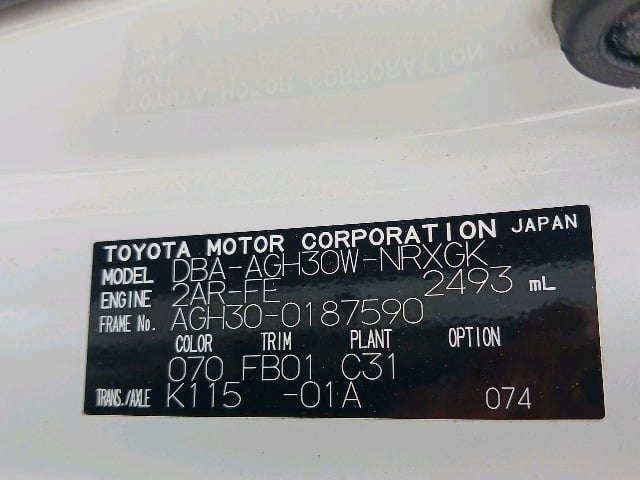 TOYOTA MOTOR CORPORATION JAPAN
MODEL DBA-AGH30W-NRXGK
ENGINE 2AR-FE 2493 mL
FRAME No. AGH30-0187590
COLOR TRIM PLANT OPTION
070 FB01 C31
TRANS./AXLE K115 -01A 074